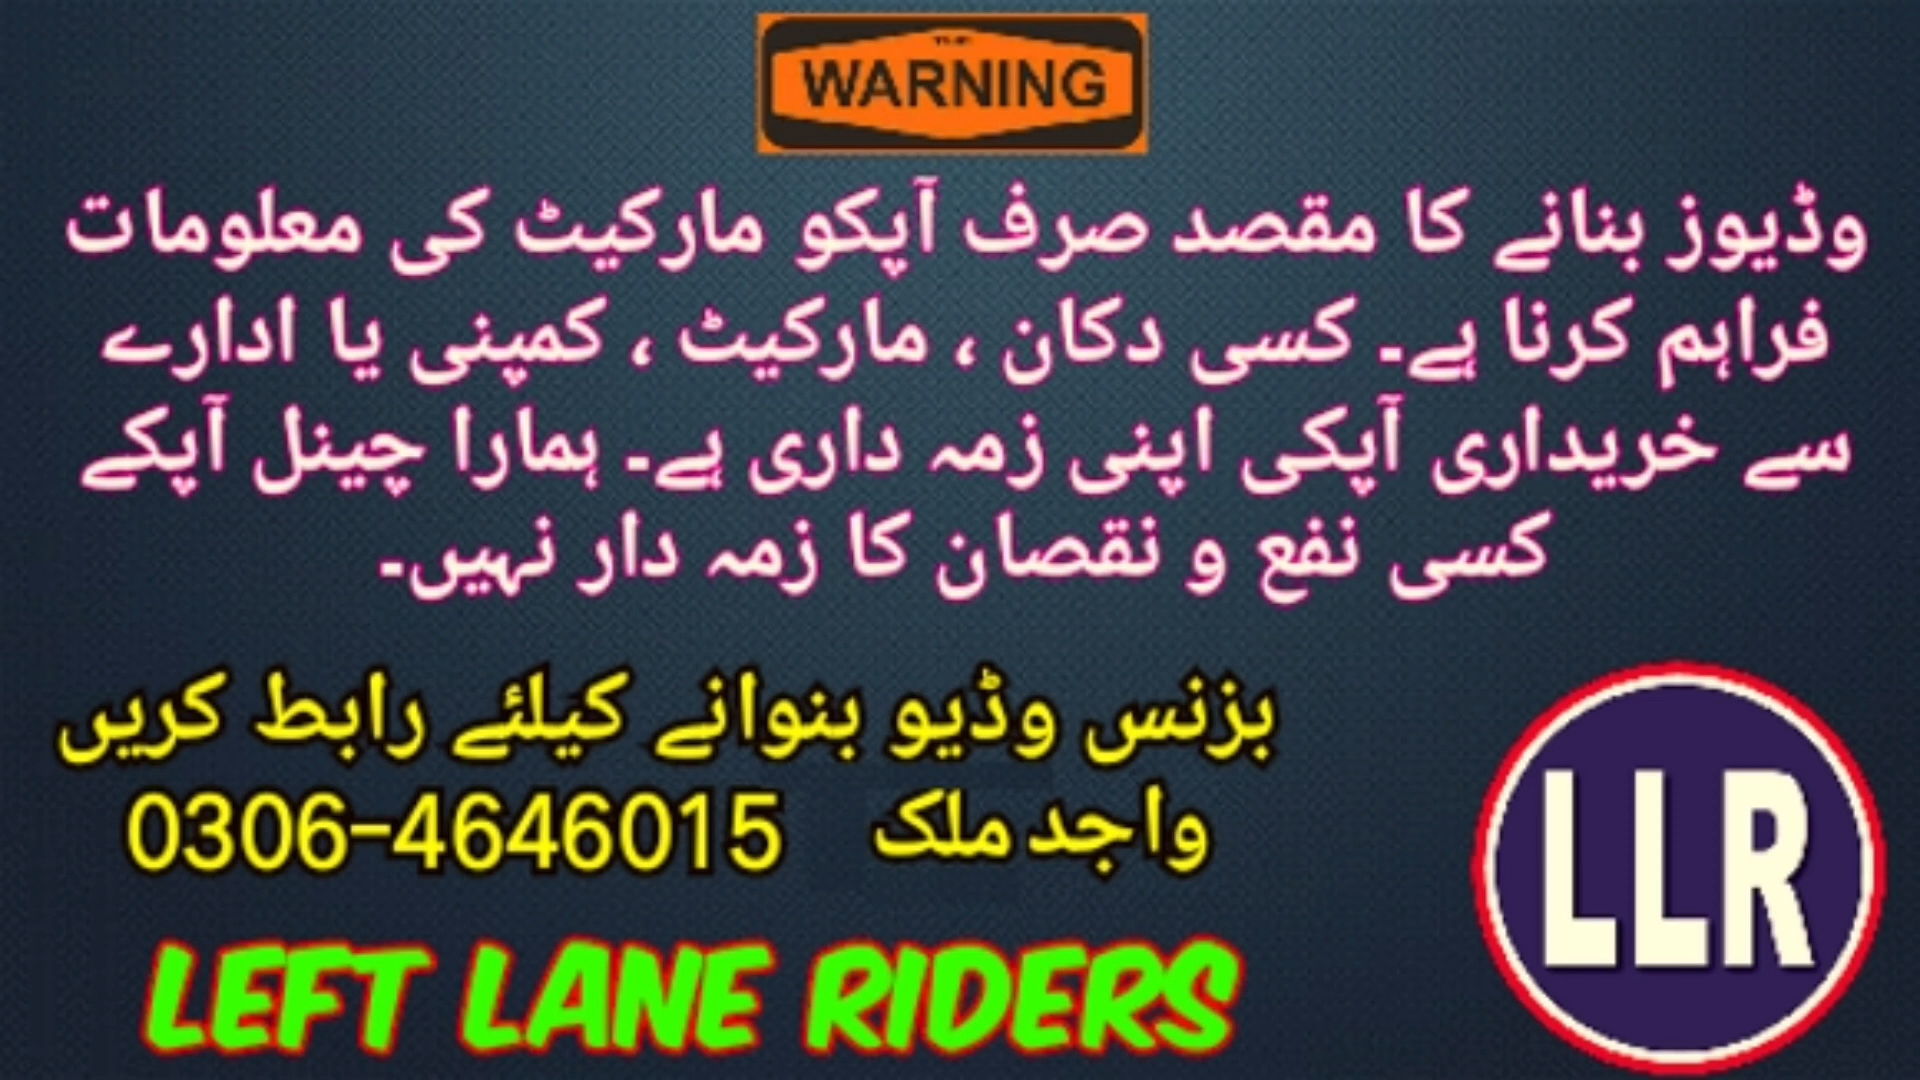 WARNING
وڈیوز بنانے کا مقصد صرف آپکو مارکیٹ کی معلومات
فراہم کرنا ہے۔ کسی دکان ، مارکیٹ ، کمپنی یا ادارے
سے خریداری آپکی اپنی زمہ داری ہے۔ ہمارا چینل آپکے
کسی نفع و نقصان کا زمہ دار نہیں۔
بزنس وڈیو بنوانے کیلئے رابط کریں
واجد ملک 0306-4646015
LLR
LEFT LANE RIDERS